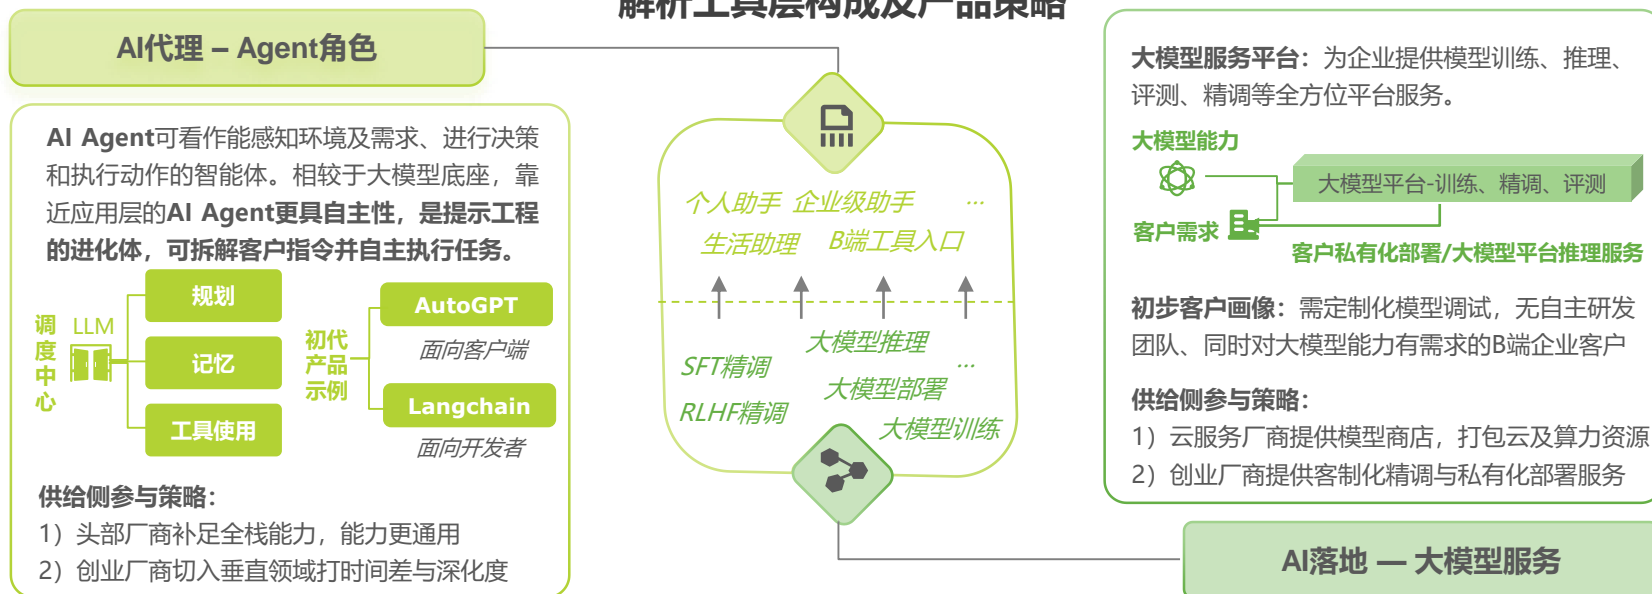 解析工具层构成及产品策略
AI代理 – Agent角色
AI Agent可看作能感知环境及需求、进行决策
和执行动作的智能体。相较于大模型底座，靠
近应用层的AI Agent更具自主性，是提示工程
的进化体，可拆解客户指令并自主执行任务。
调度中心
LLM
规划
记忆
工具使用
初代
产品
示例
AutoGPT
面向客户端
Langchain
面向开发者
供给侧参与策略：
1）头部厂商补足全栈能力，能力更通用
2）创业厂商切入垂直领域打时间差与深化度
个人助手 企业级助手 …
生活助理 B端工具入口
大模型推理
SFT精调 …
大模型部署
RLHF精调
大模型训练
大模型服务平台：为企业提供模型训练、推理、
评测、精调等全方位平台服务。
大模型能力
大模型平台-训练、精调、评测
客户需求
客户私有化部署/大模型平台推理服务
初步客户画像：需定制化模型调试，无自主研发
团队、同时对大模型能力有需求的B端企业客户
供给侧参与策略：
1）云服务厂商提供模型商店，打包云及算力资源
2）创业厂商提供客制化精调与私有化部署服务
AI落地 — 大模型服务